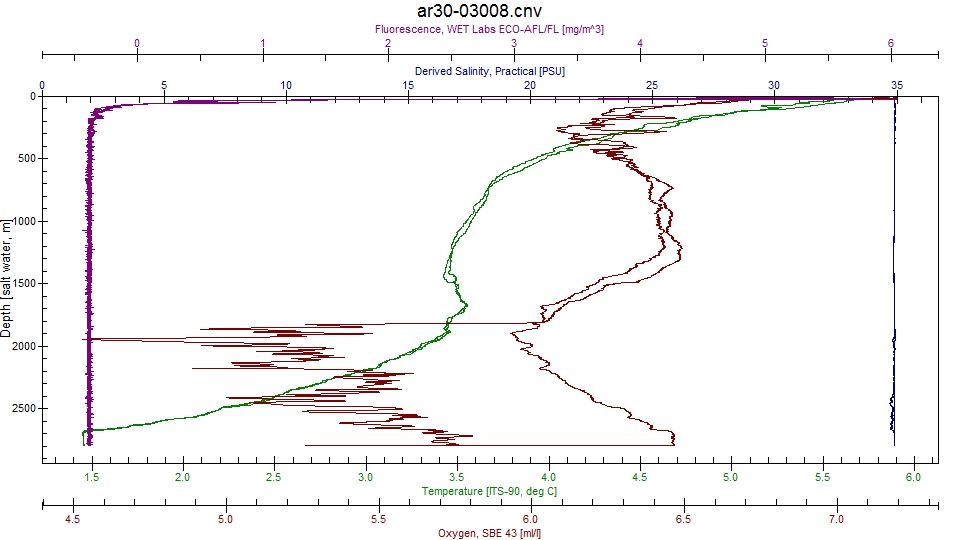 ar30-03008.cnv
Fluorescence, WET Labs ECO-AFL/FL [mg/m^3]
0 1 2 3 4 5 6
Derived Salinity, Practical [PSU]
0 5 10 15 20 25 30 35
Depth [salt water, m]
0
500
1000
1500
2000
2500
1.5 2.0 2.5 3.0 3.5 4.0 4.5 5.0 5.5 6.0
Temperature [ITS-90, deg C]
4.5 5.0 5.5 6.0 6.5 7.0
Oxygen, SBE 43 [ml/l]